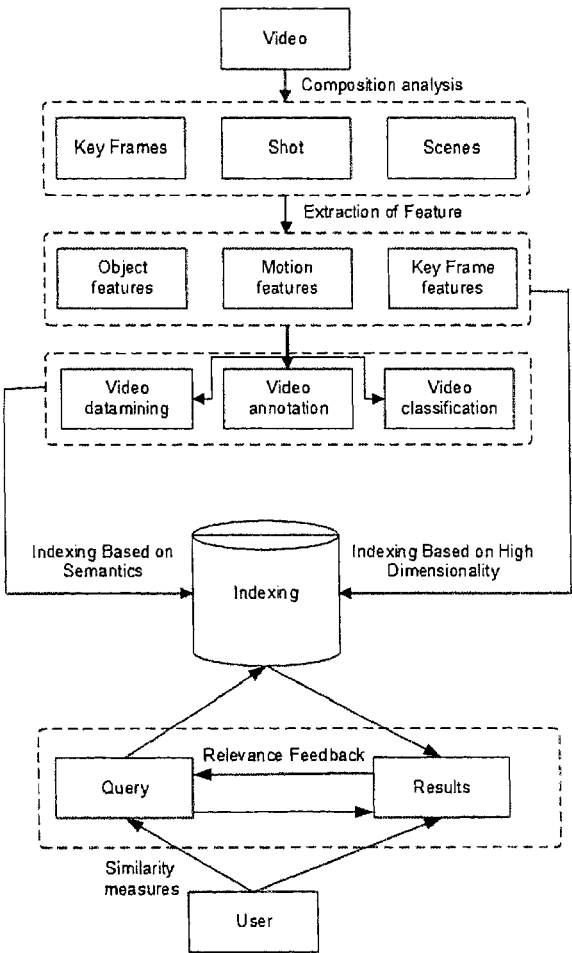 Video
Composition analysis
Key Frames
Shot
Scenes
Extraction of Feature
Object
features
Motion
features
Key Frame
features
Video
datamining
Video
annotation
Video
classification
Indexing Based on
Semantics
Indexing Based on High
Dimensionality
Indexing
Relevance Feedback
Query
Results
Similarity
measures
User